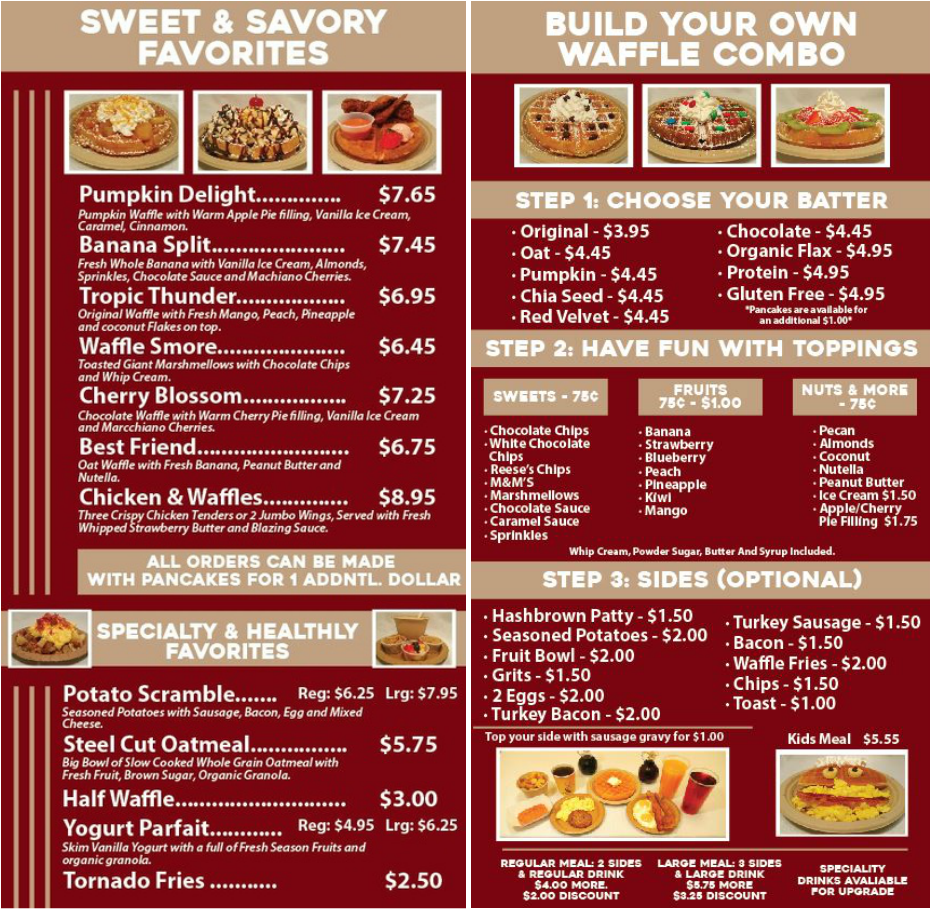 SWEET & SAVORY
FAVORITES
Pumpkin Delight.............. $7.65
Pumpkin Waffle with Warm Apple Pie filling, Vanilla Ice Cream,
Caramel, Cinnamon.
Banana Split...................... $7.45
Fresh Whole Banana with Vanilla Ice Cream, Almonds,
Sprinkles, Chocolate Sauce and Machiano Cherries.
Tropic Thunder.................. $6.95
Original Waffle with Fresh Mango, Peach, Pineapple
and coconut Flakes on top.
Waffle Smore..................... $6.45
Toasted Giant Marshmellows with Chocolate Chips
and Whip Cream.
Cherry Blossom................. $7.25
Chocolate Waffle with Warm Cherry Pie filling, Vanilla Ice Cream
and Marcchiano Cherries.
Best Friend......................... $6.75
Oat Waffle with Fresh Banana, Peanut Butter and
Nutella.
Chicken & Waffles.............. $8.95
Three Crispy Chicken Tenders or 2 Jumbo Wings, Served with Fresh
Whipped Strawberry Butter and Blazing Sauce.
ALL ORDERS CAN BE MADE
WITH PANCAKES FOR 1 ADDNTL. DOLLAR
SPECIALTY & HEALTHLY
FAVORITES
Potato Scramble....... Reg: $6.25 Lrg: $7.95
Seasoned Potatoes with Sausage, Bacon, Egg and Mixed
Cheese.
Steel Cut Oatmeal................ $5.75
Big Bowl of Slow Cooked Whole Grain Oatmeal with
Fresh Fruit, Brown Sugar, Organic Granola.
Half Waffle............................ $3.00
Yogurt Parfait............ Reg: $4.95 Lrg: $6.25
Skim Vanilla Yogurt with a full of Fresh Season Fruits and
organic granola.
Tornado Fries ........... $2.50
BUILD YOUR OWN
WAFFLE COMBO
STEP 1: CHOOSE YOUR BATTER
· Original - $3.95
· Oat - $4.45
· Pumpkin - $4.45
· Chia Seed - $4.45
· Red Velvet - $4.45
· Chocolate - $4.45
· Organic Flax - $4.95
· Protein - $4.95
· Gluten Free - $4.95
*Pancakes are available for
an additional $1.00*
STEP 2: HAVE FUN WITH TOPPINGS
SWEETS - 75¢
· Chocolate Chips
· White Chocolate
Chips
· Reese's Chips
· M&M'S
· Marshmellows
· Chocolate Sauce
· Caramel Sauce
· Sprinkles
FRUITS
75¢ - $1.00
· Banana
· Strawberry
· Blueberry
· Peach
· Pineapple
· Kiwi
· Mango
NUTS & MORE
- 75¢
· Pecan
· Almonds
· Coconut
· Nutella
· Peanut Butter
· Ice Cream $1.50
· Apple/Cherry
Pie Filling $1.75
Whip Cream, Powder Sugar, Butter And Syrup Included.
STEP 3: SIDES (OPTIONAL)
· Hashbrown Patty - $1.50
· Seasoned Potatoes - $2.00
· Fruit Bowl - $2.00
· Grits - $1.50
· 2 Eggs - $2.00
· Turkey Bacon - $2.00
· Turkey Sausage - $1.50
· Bacon - $1.50
· Waffle Fries - $2.00
· Chips - $1.50
· Toast - $1.00
Top your side with sausage gravy for $1.00
Kids Meal $5.55
REGULAR MEAL: 2 SIDES
& REGULAR DRINK
$4.00 MORE.
$2.00 DISCOUNT
LARGE MEAL: 3 SIDES
& LARGE DRINK
$5.75 MORE
$3.25 DISCOUNT
SPECIALITY
DRINKS AVALIABLE
FOR UPGRADE